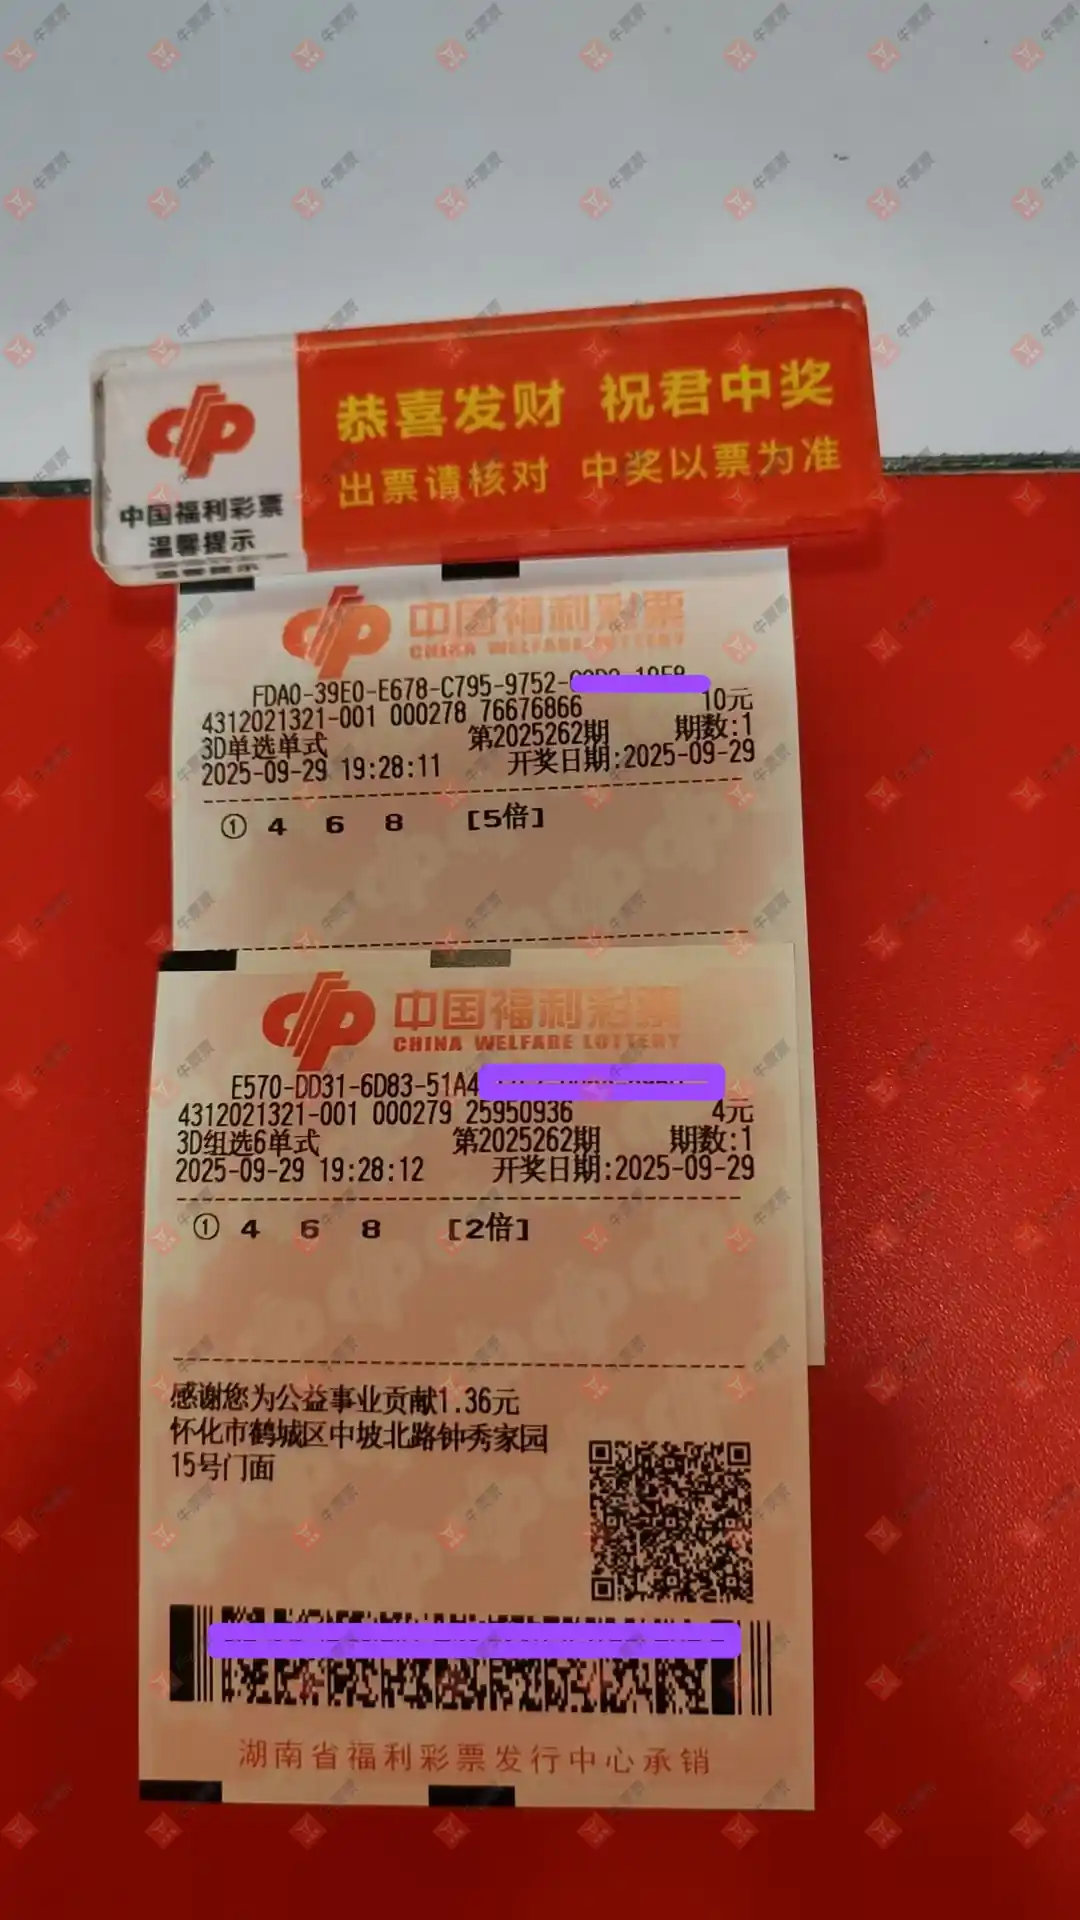 恭喜发财 祝君中奖
出票请核对 中奖以票为准
中国福利彩票
温馨提示
中国福利彩票
CHINA WELFARE LOTTERY
FDA0-39E0-E678-C795-9752-
4312021321-001 000278 76676866 10元
3D单选单式 第2025262期 期数:1
2025-09-29 19:28:11 开奖日期:2025-09-29
① 4 6 8 [5倍]
中国福利彩票
CHINA WELFARE LOTTERY
E570-DD31-6D83-51A4
4312021321-001 000279 25950936 4元
3D组选6单式 第2025262期 期数:1
2025-09-29 19:28:12 开奖日期:2025-09-29
① 4 6 8 [2倍]
感谢您为公益事业贡献1.36元
怀化市鹤城区中坡北路钟秀家园
15号门面
湖南省福利彩票发行中心承销